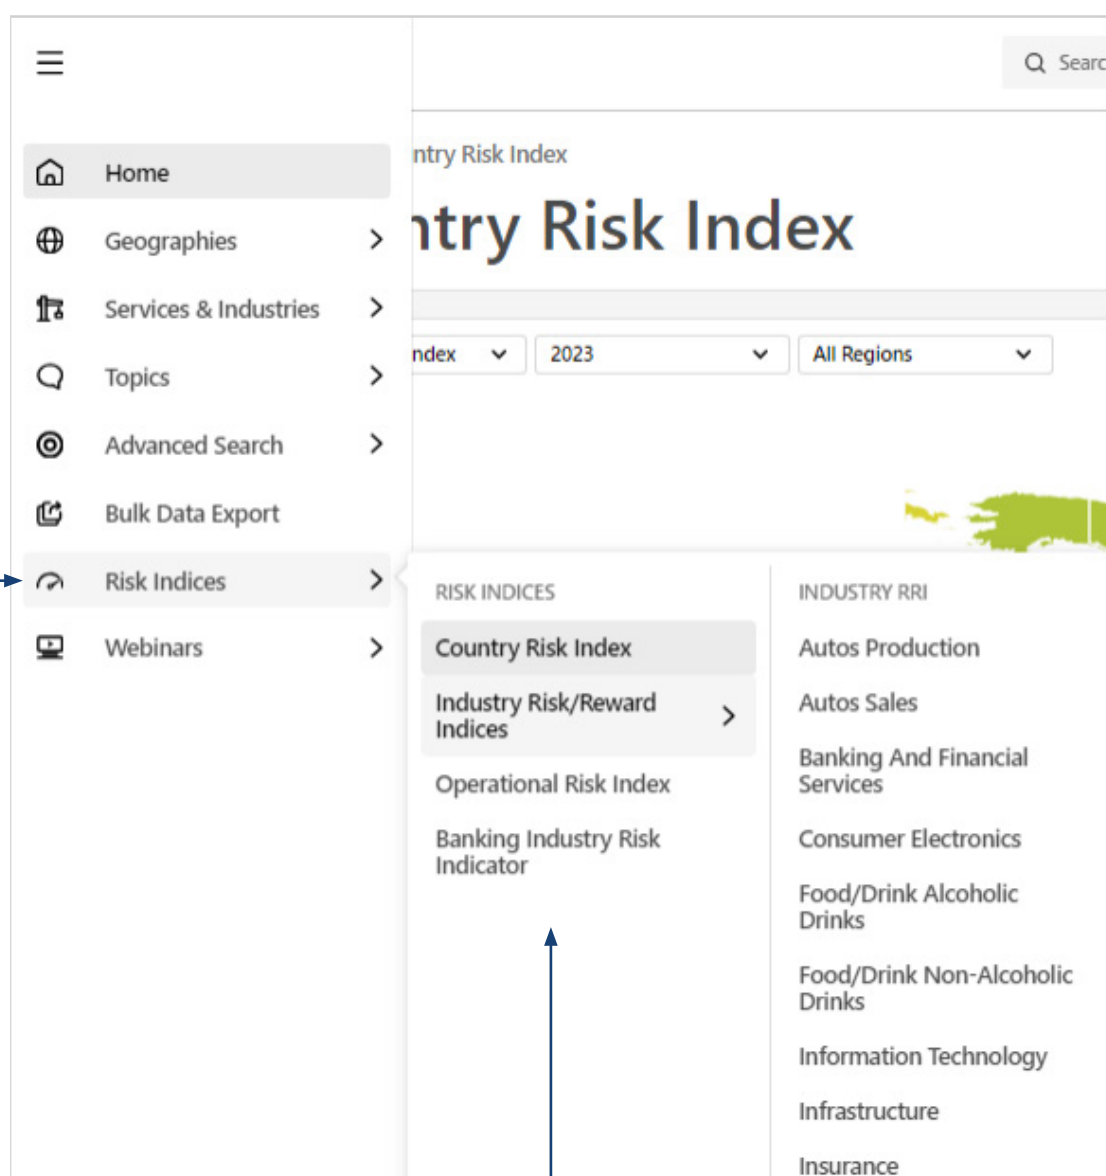 Searc
Home
Geographies
Services & Industries
Topics
Advanced Search
Bulk Data Export
Risk Indices
Webinars
ntry Risk Index
ntry Risk Index
ndex
2023
All Regions
RISK INDICES
Country Risk Index
Industry Risk/Reward
Indices
Operational Risk Index
Banking Industry Risk
Indicator
INDUSTRY RRI
Autos Production
Autos Sales
Banking And Financial
Services
Consumer Electronics
Food/Drink Alcoholic
Drinks
Food/Drink Non-Alcoholic
Drinks
Information Technology
Infrastructure
Insurance